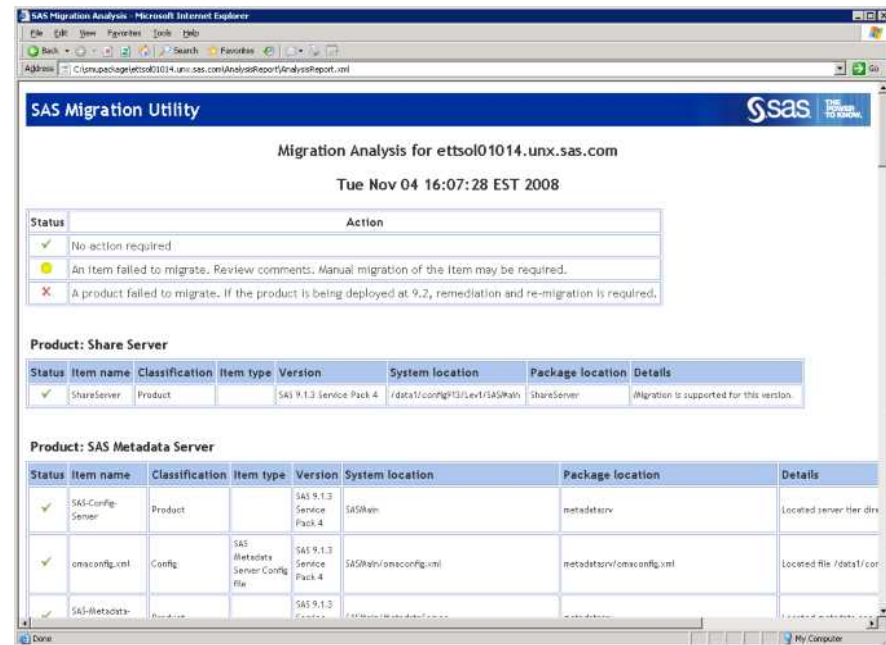 SAS Migration Analysis - Microsoft Internet Explorer
File Edit View Favorites Tools Help
Back Search Favorites
Address C:\smupackage\ettsol01014.unx.sas.com\AnalysisReport\AnalysisReport.xml Go
SAS Migration Utility
sas THE POWER TO KNOW.
Migration Analysis for ettsol01014.unx.sas.com
Tue Nov 04 16:07:28 EST 2008
Status Action
No action required
An item failed to migrate. Review comments. Manual migration of the item may be required.
A product failed to migrate. If the product is being deployed at 9.2, remediation and re-migration is required.
Product: Share Server
Status Item name Classification Item type Version System location Package location Details
ShareServer Product SAS 9.1.3 Service Pack 4 /data1/config913/Lev1/SASMain ShareServer Migration is supported for this version.
Product: SAS Metadata Server
Status Item name Classification Item type Version System location Package location Details
SAS-Config-Server Product SAS 9.1.3 Service Pack 4 SASMain metadatasrv Located server tier dire
omaconfig.xml Config SAS Metadata Server Config file SAS 9.1.3 Service Pack 4 SASMain/omaconfig.xml metadatasrv/omaconfig.xml Located file /data1/con
SAS-Metadata- SAS 9.1.3
Done My Computer